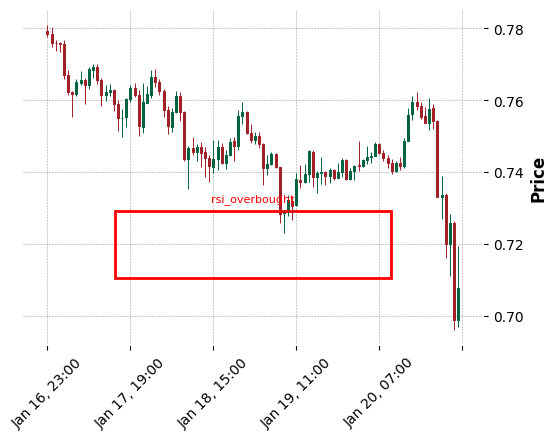 0.78
0.76
0.74
0.72
0.70
Price
rsi_overbought
Jan 16, 23:00
Jan 17, 19:00
Jan 18, 15:00
Jan 19, 11:00
Jan 20, 07:00